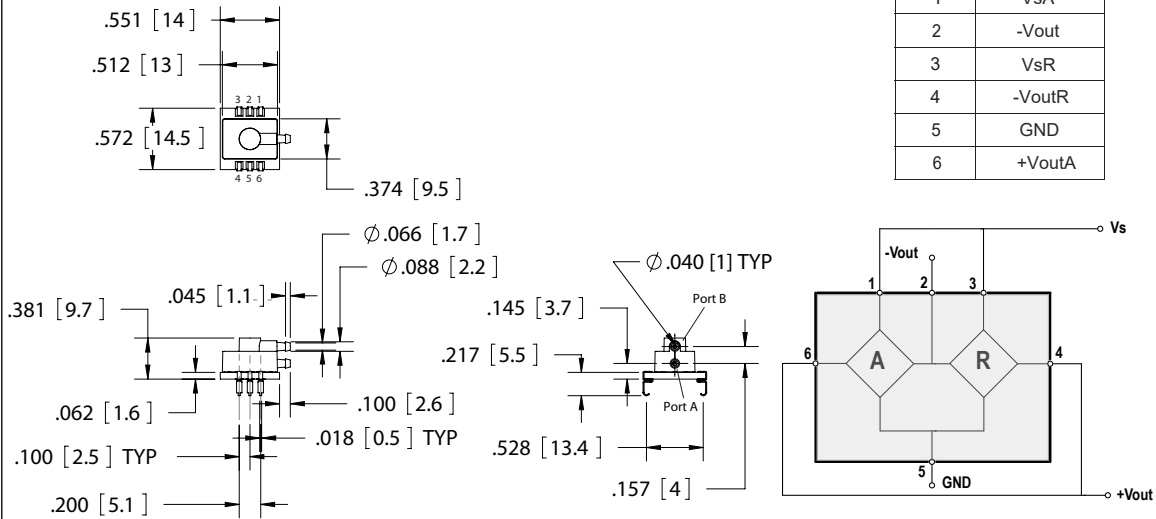 .551 [14]
.512 [13]
3 2 1
.572 [14.5]
4 5 6
.374 [9.5]
2 -Vout
3 VsR
4 -VoutR
5 GND
6 +VoutA
∅.066 [1.7]
∅.088 [2.2]
.045 [1.1]
.381 [9.7]
.062 [1.6]
.100 [2.6]
.018 [0.5] TYP
.100 [2.5] TYP
.200 [5.1]
∅.040 [1] TYP
Port B
.145 [3.7]
.217 [5.5]
Port A
.528 [13.4]
.157 [4]
Vs
-Vout
1 2 3
6 A R 4
5 GND
+Vout